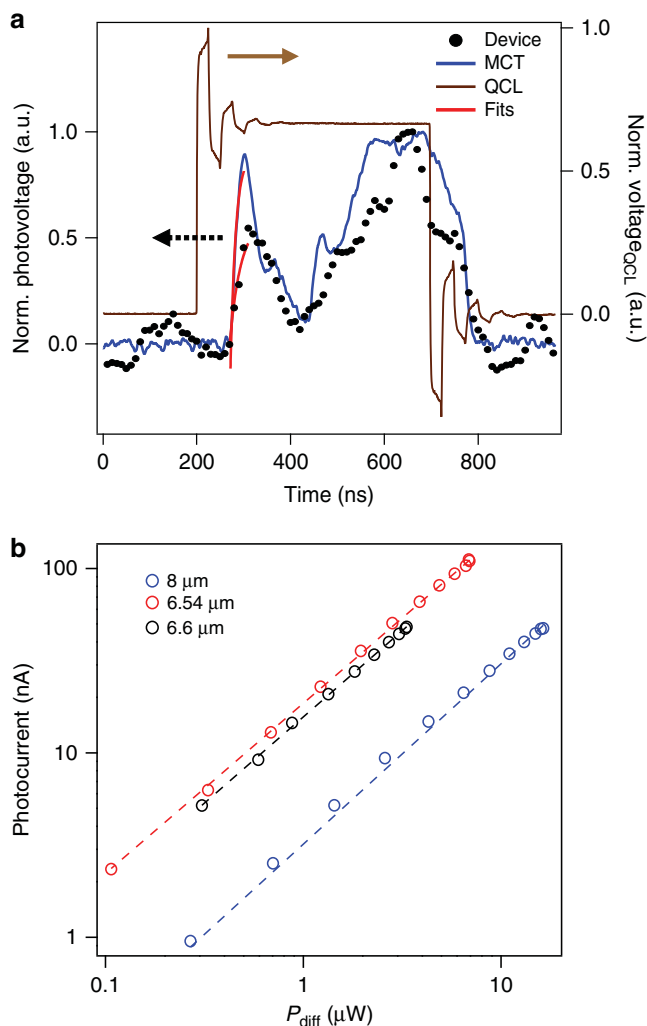 a
Device
MCT
QCL
Fits
Norm. photovoltage (a.u.)
1.0
0.5
0.0
1.0
0.5
0.0
Norm. voltageQCL (a.u.)
0
200
400
600
800
Time (ns)
b
8 μm
6.54 μm
6.6 μm
Photocurrent (nA)
100
10
1
0.1
1
10
Pdiff (μW)